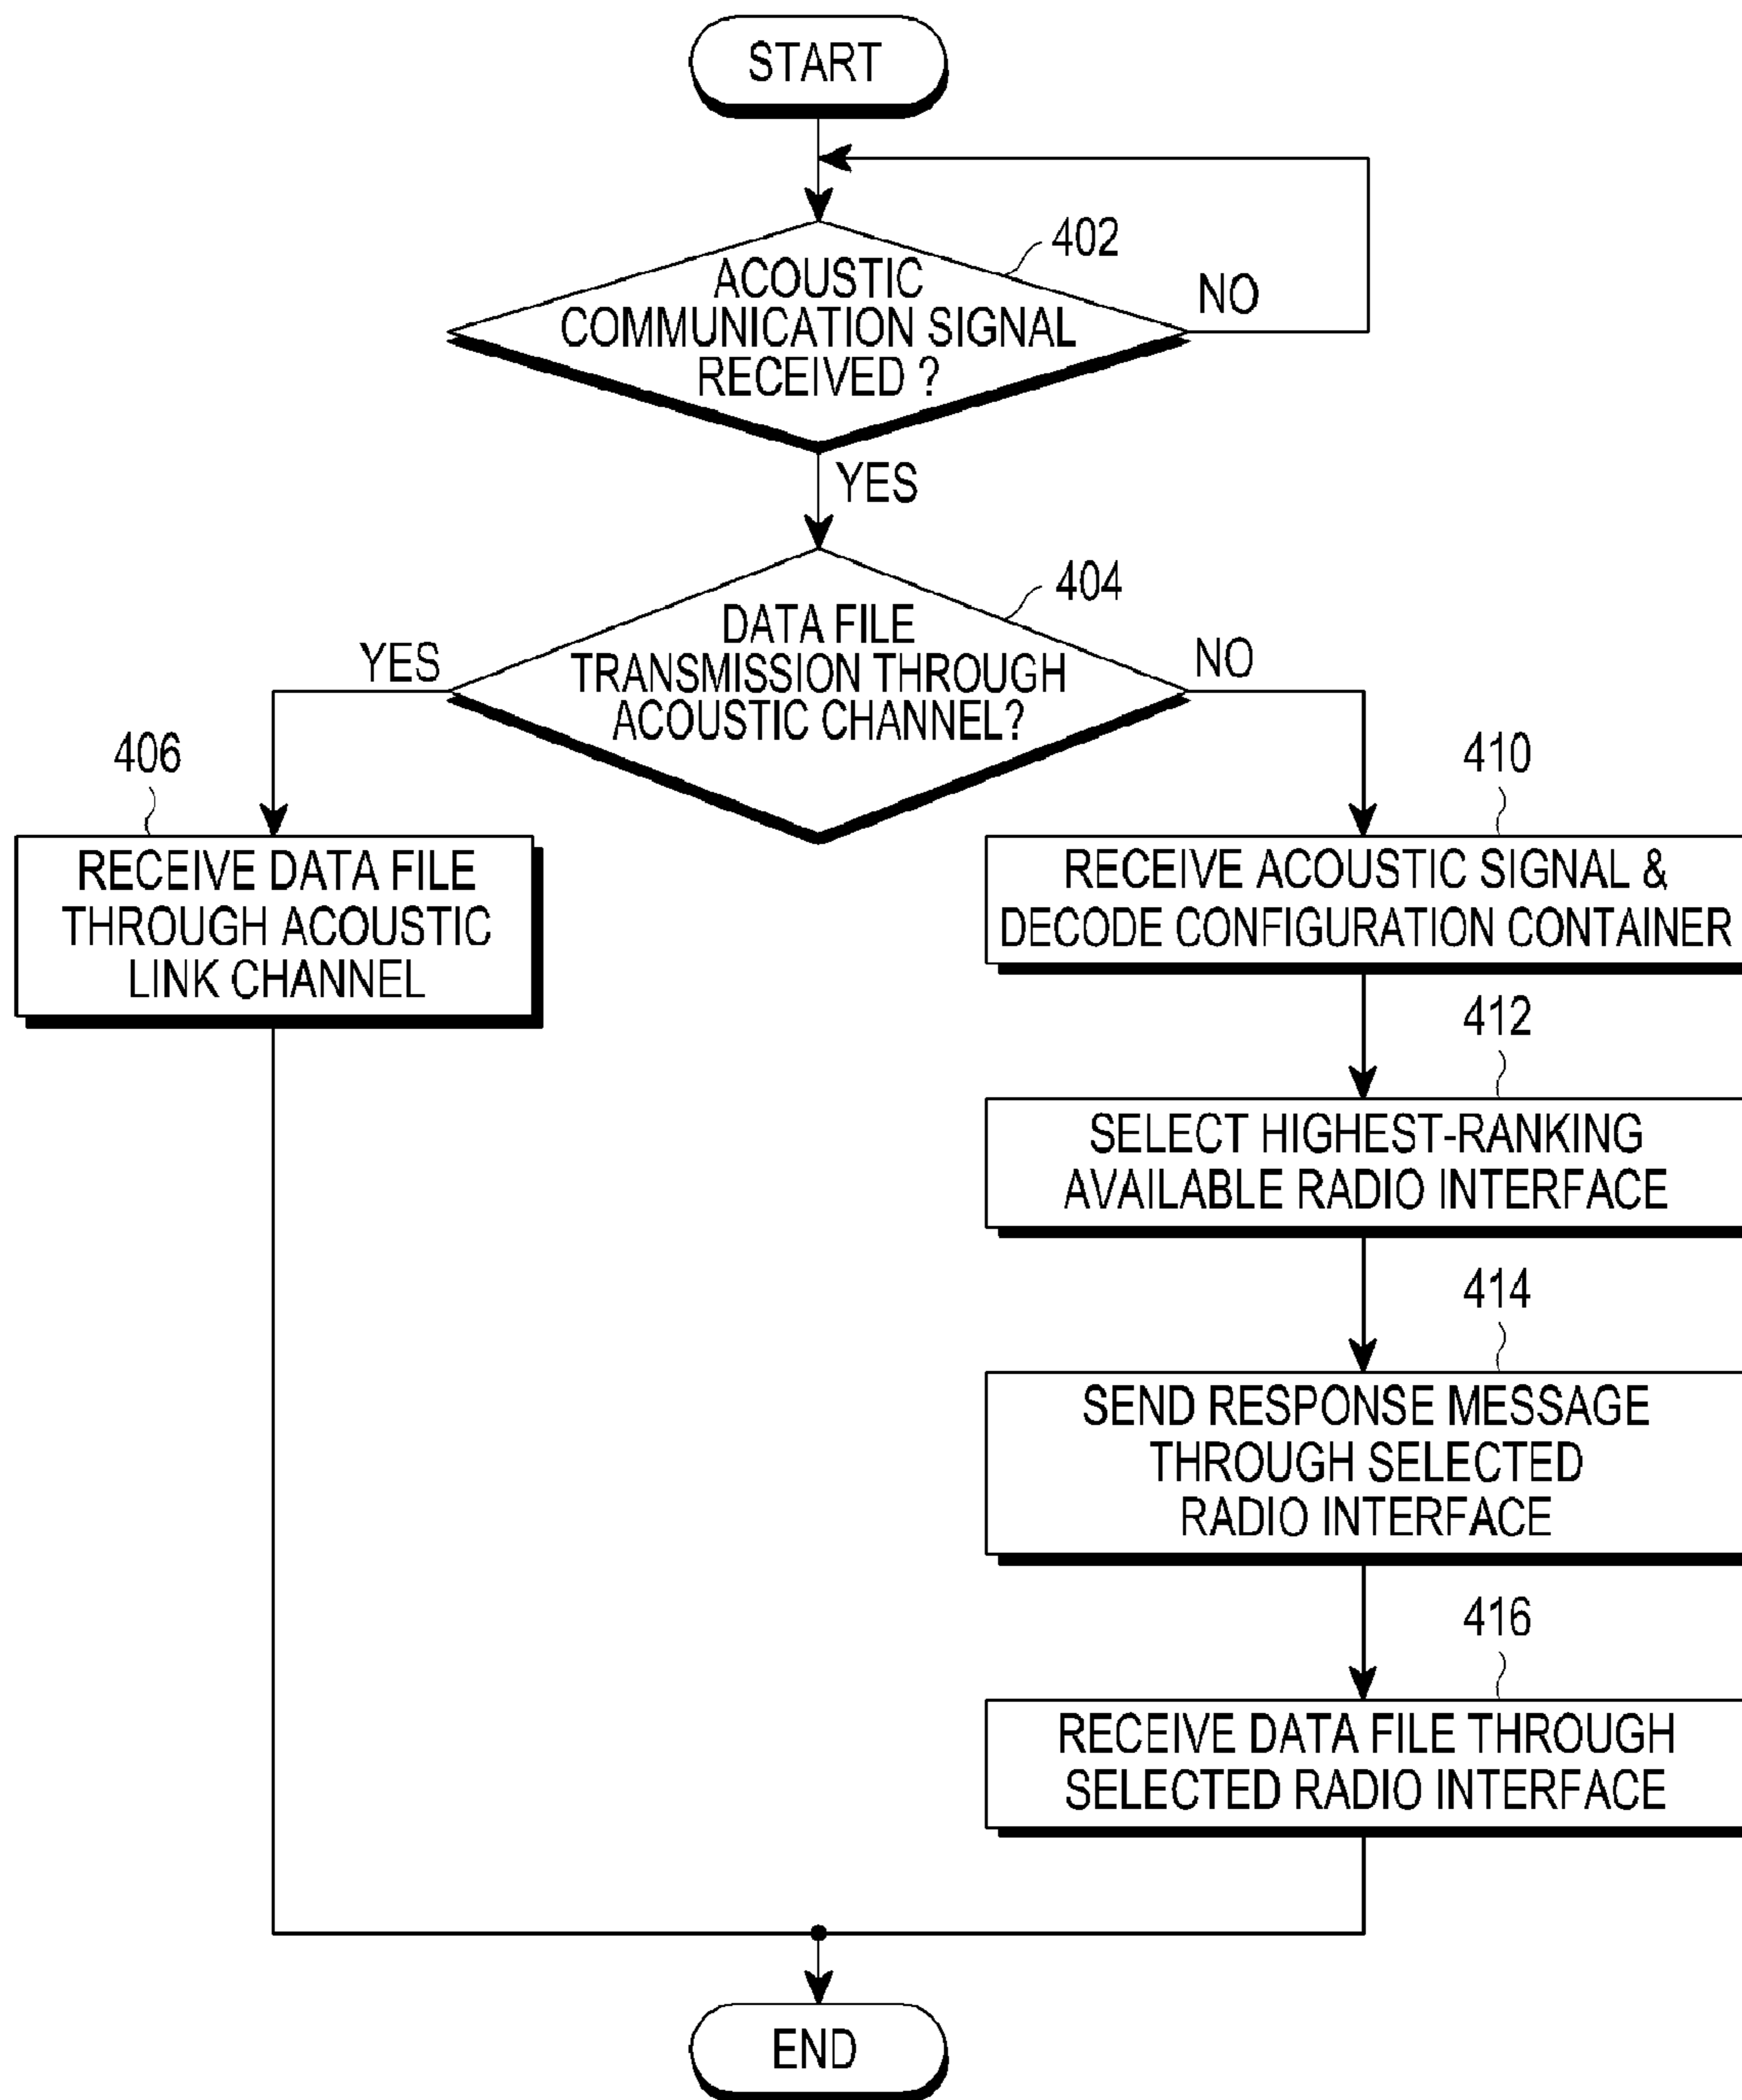 START
402
ACOUSTIC
COMMUNICATION SIGNAL
RECEIVED ?
NO
YES
404
DATA FILE
TRANSMISSION THROUGH
ACOUSTIC CHANNEL?
YES
NO
406
RECEIVE DATA FILE
THROUGH ACOUSTIC
LINK CHANNEL
410
RECEIVE ACOUSTIC SIGNAL &
DECODE CONFIGURATION CONTAINER
412
SELECT HIGHEST-RANKING
AVAILABLE RADIO INTERFACE
414
SEND RESPONSE MESSAGE
THROUGH SELECTED
RADIO INTERFACE
416
RECEIVE DATA FILE THROUGH
SELECTED RADIO INTERFACE
END